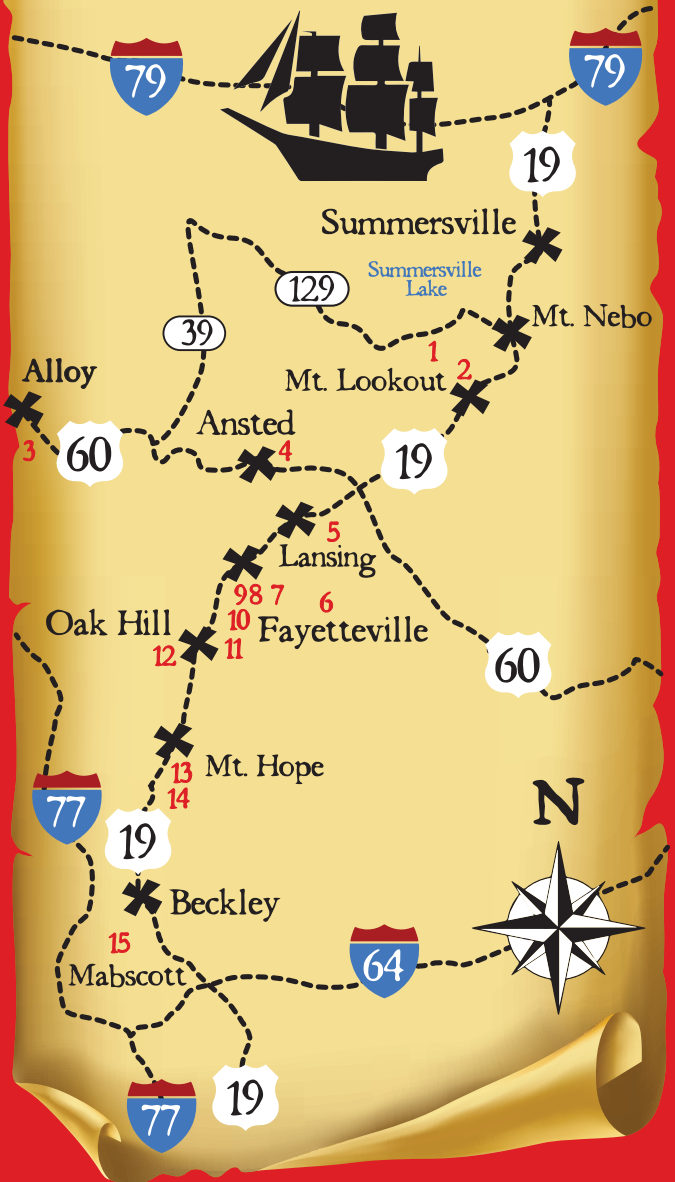 79
79
19
Summersville
Summersville
Lake
129
Mt. Nebo
39
1
Alloy
2
Mt. Lookout
Ansted
3
60
4
19
5
Lansing
98 7
6
10
Oak Hill
Fayetteville
12
11
60
Mt. Hope
13
14
77
N
19
Beckley
15
64
Mabscott
77
19